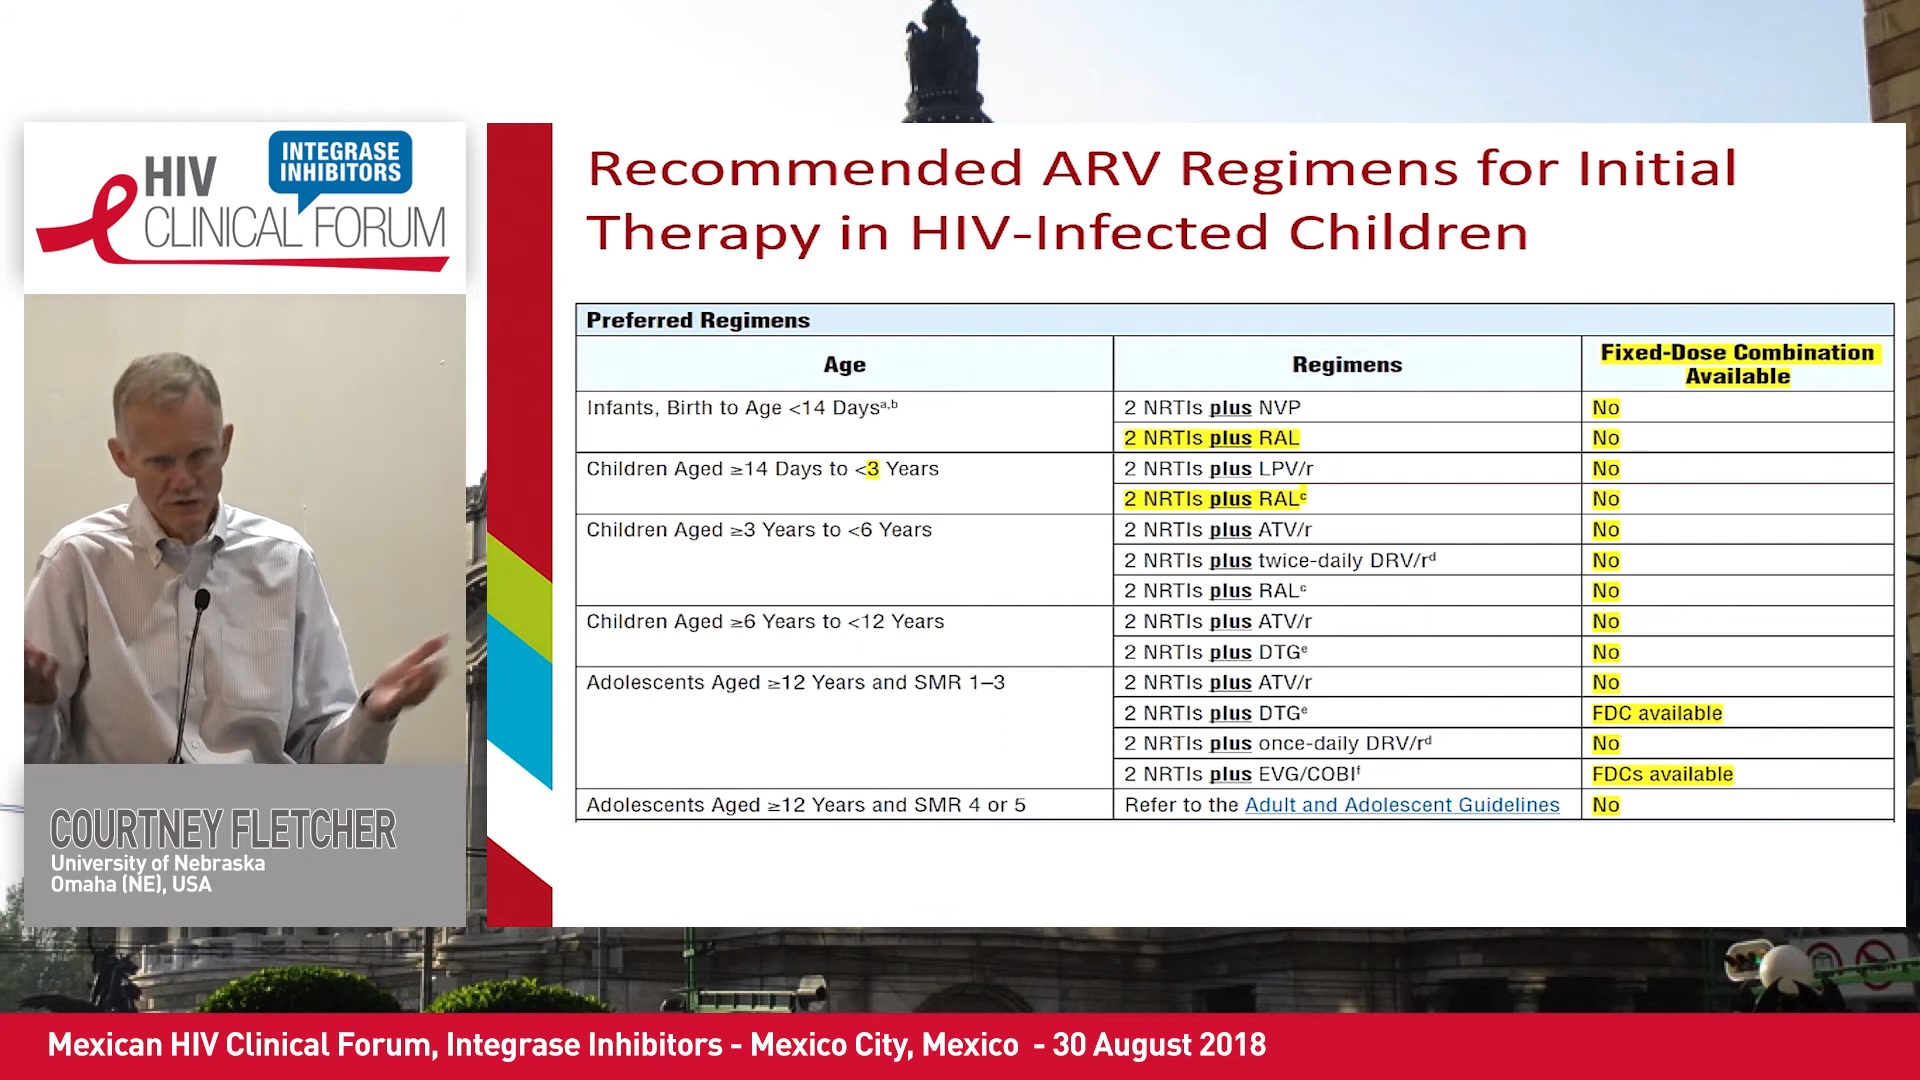 HIV
INTEGRASE
INHIBITORS
CLINICAL FORUM
COURTNEY FLETCHER
University of Nebraska
Omaha (NE), USA
Recommended ARV Regimens for Initial
Therapy in HIV-Infected Children
Preferred Regimens
Age Regimens Fixed-Dose Combination
Available
Infants, Birth to Age <14 Daysᵃ,ᵇ 2 NRTIs plus NVP No
2 NRTIs plus RAL No
Children Aged ≥14 Days to <3 Years 2 NRTIs plus LPV/r No
2 NRTIs plus RALᶜ No
Children Aged ≥3 Years to <6 Years 2 NRTIs plus ATV/r No
2 NRTIs plus twice-daily DRV/rᵈ No
2 NRTIs plus RALᶜ No
Children Aged ≥6 Years to <12 Years 2 NRTIs plus ATV/r No
2 NRTIs plus DTGᵉ No
Adolescents Aged ≥12 Years and SMR 1–3 2 NRTIs plus ATV/r No
2 NRTIs plus DTGᵉ FDC available
2 NRTIs plus once-daily DRV/rᵈ No
2 NRTIs plus EVG/COBIᶠ FDCs available
Adolescents Aged ≥12 Years and SMR 4 or 5 Refer to the Adult and Adolescent Guidelines No
Mexican HIV Clinical Forum, Integrase Inhibitors - Mexico City, Mexico - 30 August 2018